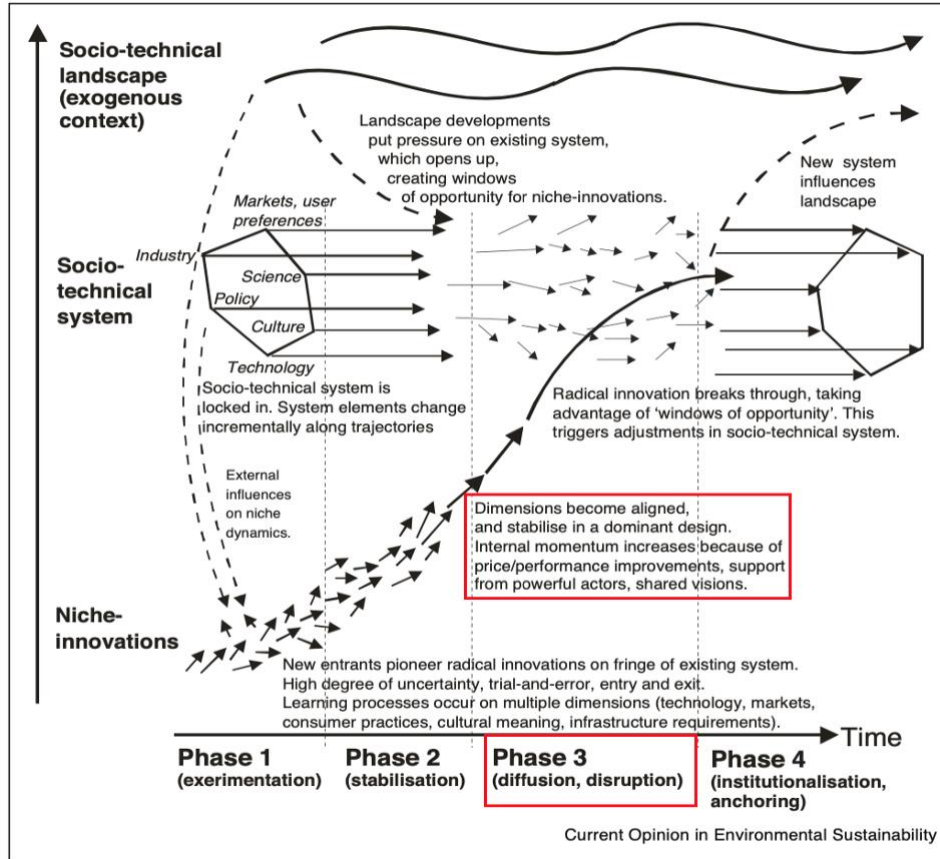 Socio-technical
landscape
(exogenous
context)
Landscape developments
put pressure on existing system,
which opens up,
creating windows
of opportunity for niche-innovations.
New system
influences
landscape
Markets, user
preferences
Industry
Science
Policy
Culture
Technology
Socio-
technical
system
Socio-technical system is
locked in. System elements change
incrementally along trajectories
Radical innovation breaks through, taking
advantage of ‘windows of opportunity’. This
triggers adjustments in socio-technical system.
External
influences
on niche
dynamics.
Dimensions become aligned,
and stabilise in a dominant design.
Internal momentum increases because of
price/performance improvements, support
from powerful actors, shared visions.
Niche-
innovations
New entrants pioneer radical innovations on fringe of existing system.
High degree of uncertainty, trial-and-error, entry and exit.
Learning processes occur on multiple dimensions (technology, markets,
consumer practices, cultural meaning, infrastructure requirements).
Time
Phase 1
(exerimentation)
Phase 2
(stabilisation)
Phase 3
(diffusion, disruption)
Phase 4
(institutionalisation,
anchoring)
Current Opinion in Environmental Sustainability